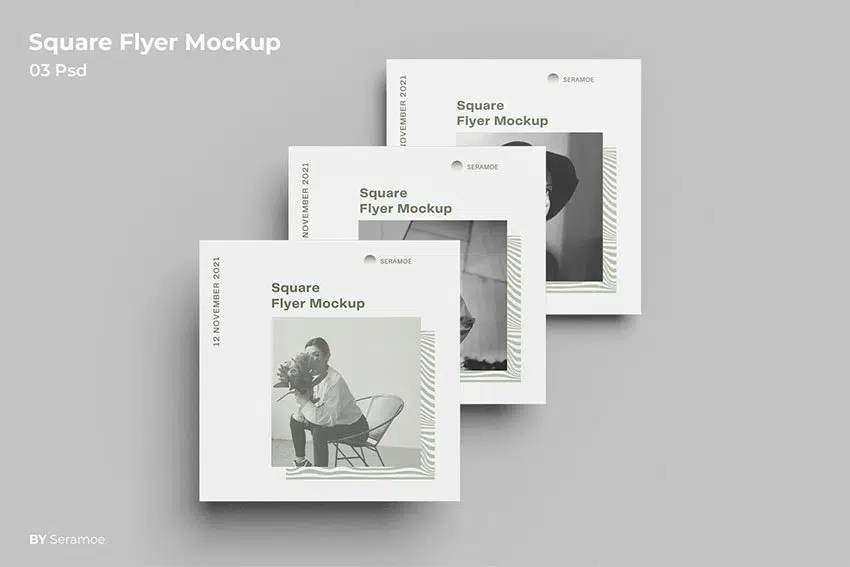 Square Flyer Mockup
03 Psd
NOVEMBER 2021
SERAMOE
Square
Flyer Mockup
NOVEMBER 2021
SERAMOE
Square
Flyer Mockup
12 NOVEMBER 2021
SERAMOE
Square
Flyer Mockup
BY Seramoe